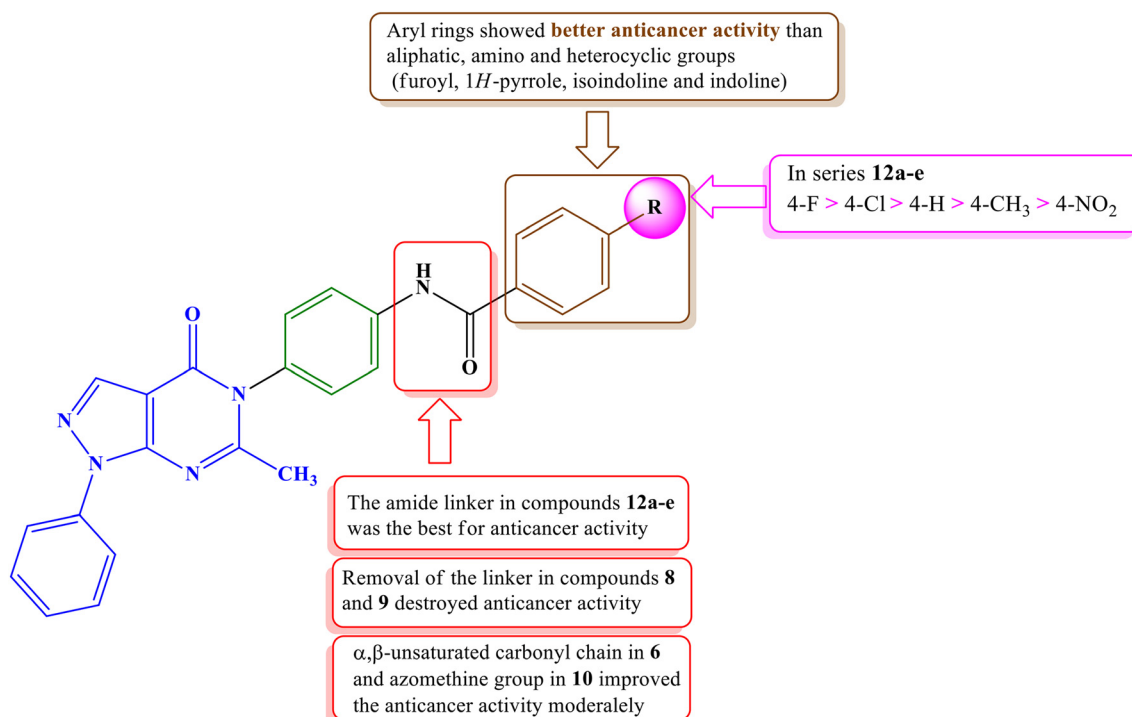 Aryl rings showed better anticancer activity than
aliphatic, amino and heterocyclic groups
(furoyl, 1H-pyrrole, isoindoline and indoline)
In series 12a-e
4-F > 4-Cl > 4-H > 4-CH₃ > 4-NO₂
R
H
N
O
O
N
N
N
N
CH₃
The amide linker in compounds 12a-e
was the best for anticancer activity
Removal of the linker in compounds 8
and 9 destroyed anticancer activity
α,β-unsaturated carbonyl chain in 6
and azomethine group in 10 improved
the anticancer activity moderalely